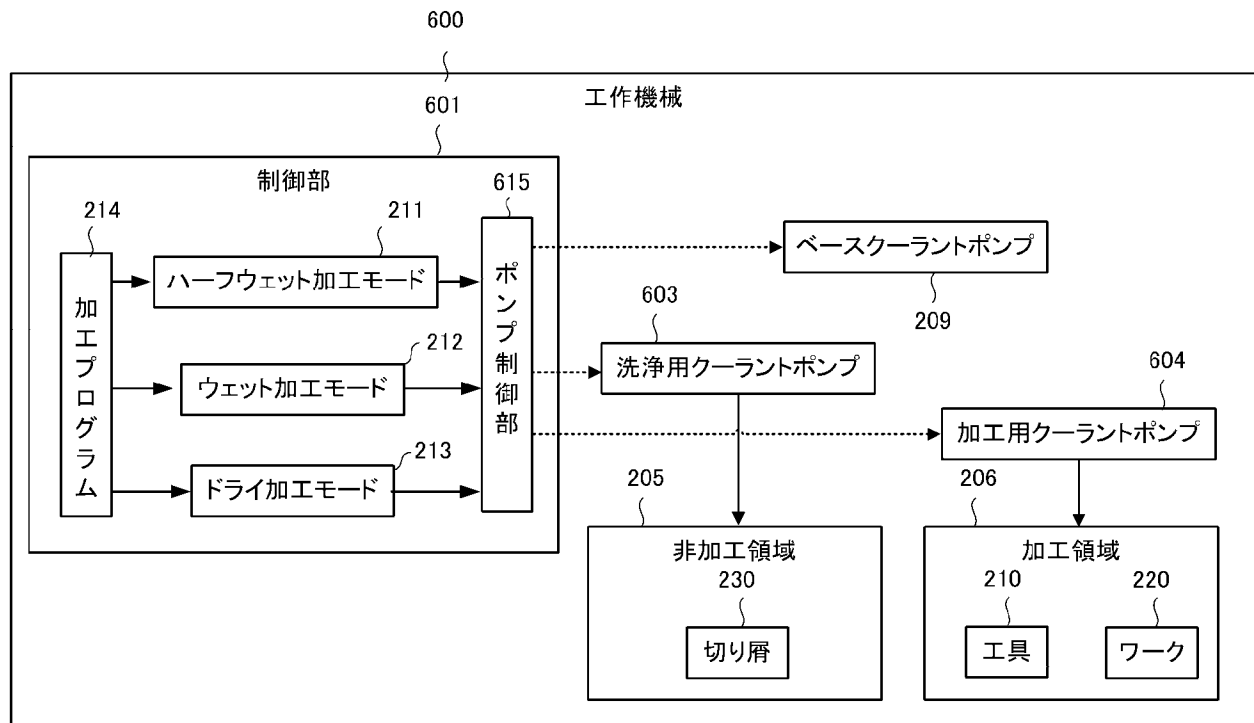 600
工作機械
601
制御部
615
214
211
加工プログラム
ハーフウェット加工モード
ポンプ制御部
ベースクーラントポンプ
209
603
212
ウェット加工モード
洗浄用クーラントポンプ
604
加工用クーラントポンプ
213
ドライ加工モード
205
206
非加工領域
加工領域
230
210
220
切り屑
工具
ワーク